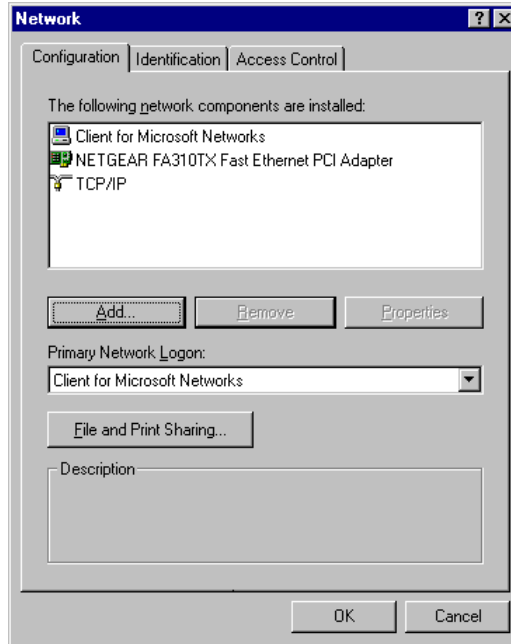 Network
Configuration Identification Access Control
The following network components are installed:
Client for Microsoft Networks
NETGEAR FA310TX Fast Ethernet PCI Adapter
TCP/IP
Add... Remove Properties
Primary Network Logon:
Client for Microsoft Networks
File and Print Sharing...
Description
OK Cancel